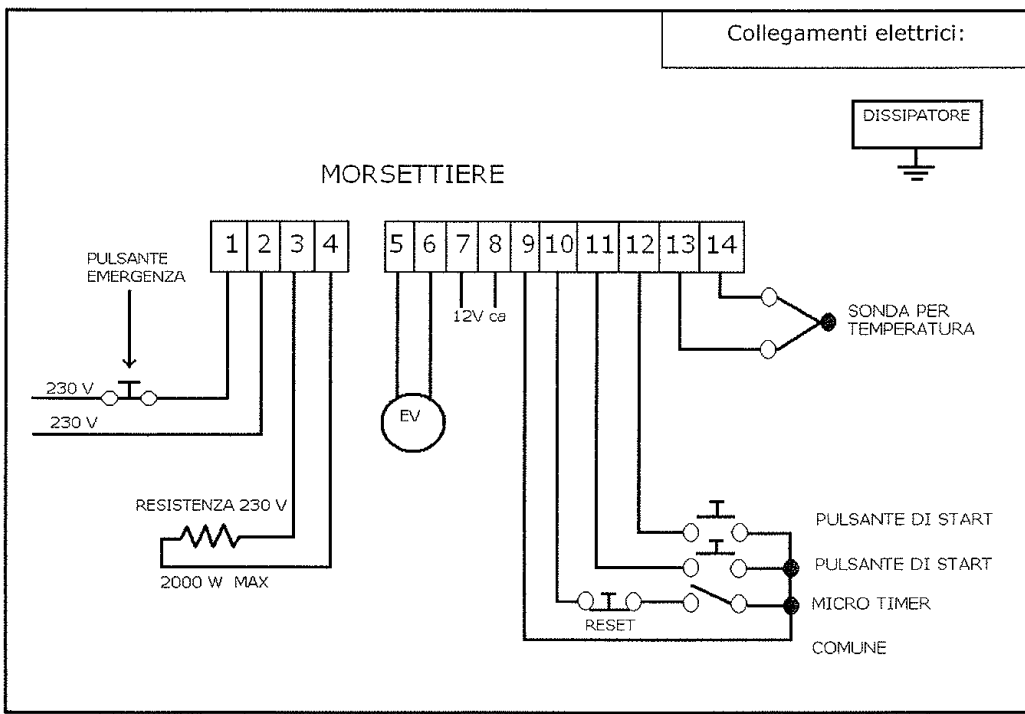 Collegamenti elettrici:
DISSIPATORE
MORSETTIERE
1 2 3 4 5 6 7 8 9 10 11 12 13 14
PULSANTE
EMERGENZA
12V ca
SONDA PER
TEMPERATURA
230 V
230 V
EV
RESISTENZA 230 V
2000 W MAX
PULSANTE DI START
PULSANTE DI START
MICRO TIMER
RESET
COMUNE